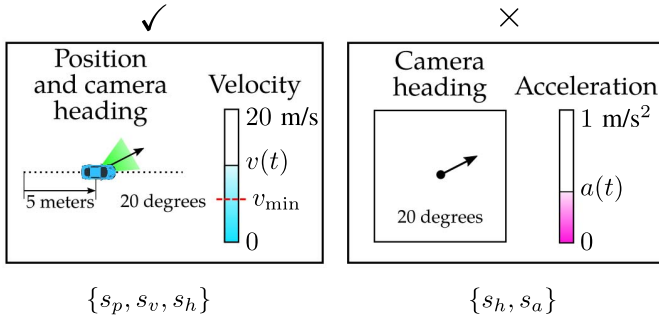 ✓
Position
and camera
heading
Velocity
20 m/s
v(t)
v_min
0
5 meters
20 degrees
{s_p, s_v, s_h}
×
Camera
heading
Acceleration
1 m/s²
a(t)
0
20 degrees
{s_h, s_a}